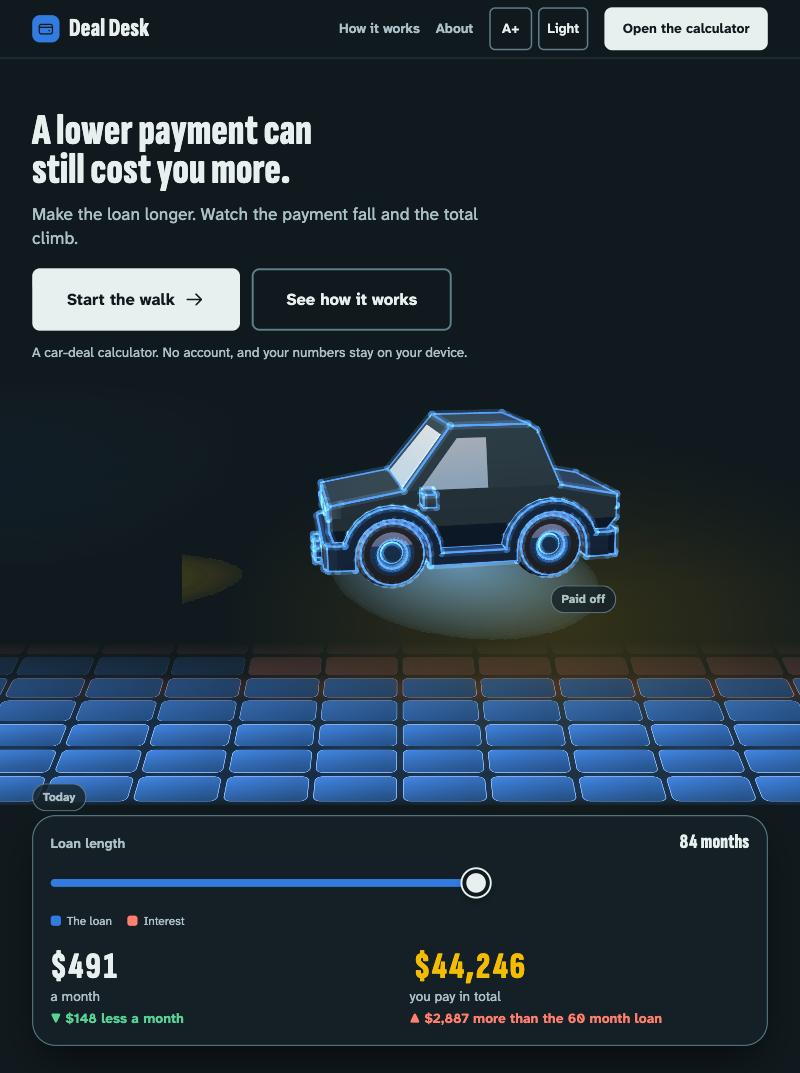 Deal Desk
How it works
About
A+
Light
Open the calculator
A lower payment can
still cost you more.
Make the loan longer. Watch the payment fall and the total
climb.
Start the walk →
See how it works
A car-deal calculator. No account, and your numbers stay on your device.
Paid off
Today
Loan length
84 months
The loan
Interest
$491
a month
▼ $148 less a month
$44,246
you pay in total
▲ $2,887 more than the 60 month loan